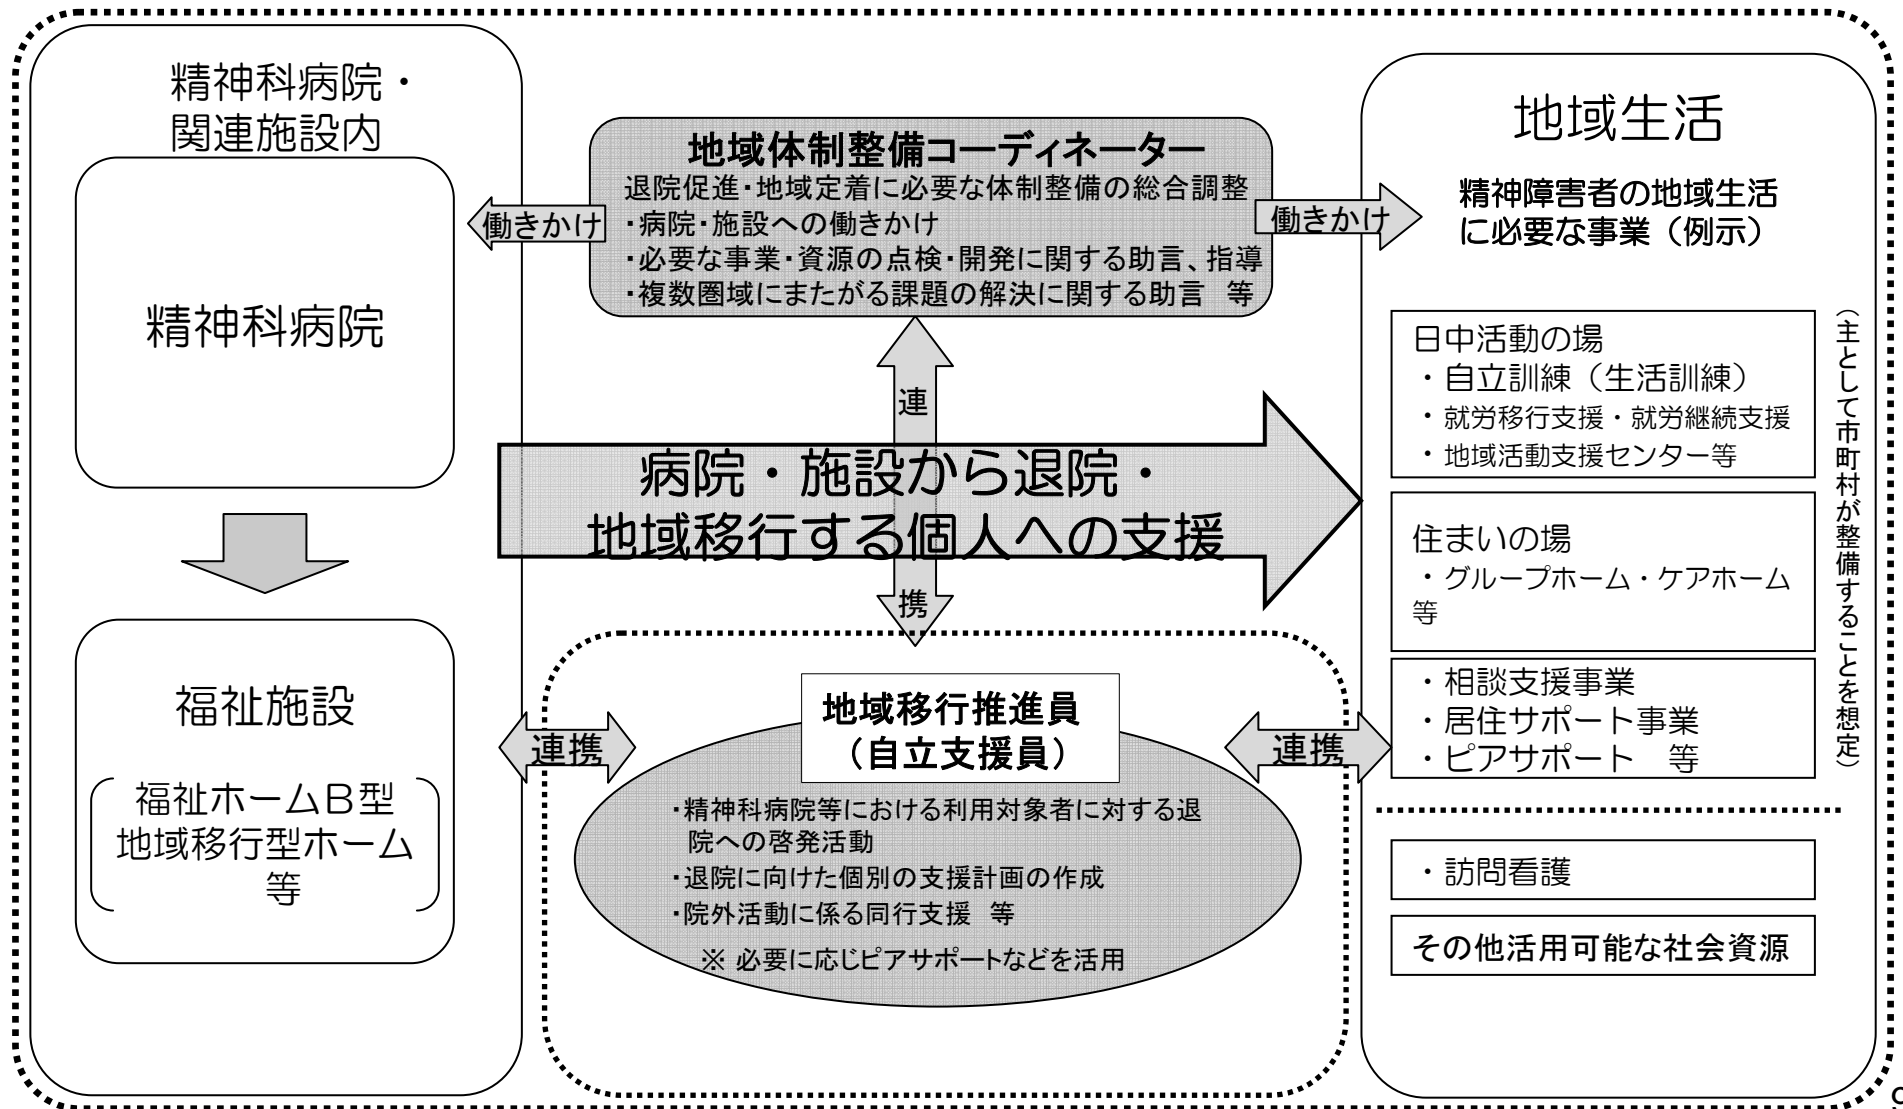 精神科病院・
関連施設内
精神科病院
福祉施設
福祉ホームB型
地域移行型ホーム
等
地域体制整備コーディネーター
退院促進・地域定着に必要な体制整備の総合調整
・病院・施設への働きかけ
・必要な事業・資源の点検・開発に関する助言、指導
・複数圏域にまたがる課題の解決に関する助言　等
働きかけ
働きかけ
連
携
病院・施設から退院・
地域移行する個人への支援
連携
連携
地域移行推進員
（自立支援員）
・精神科病院等における利用対象者に対する退
院への啓発活動
・退院に向けた個別の支援計画の作成
・院外活動に係る同行支援　等
※ 必要に応じピアサポートなどを活用
地域生活
精神障害者の地域生活
に必要な事業（例示）
日中活動の場
・自立訓練（生活訓練）
・就労移行支援・就労継続支援
・地域活動支援センター等
住まいの場
・グループホーム・ケアホーム
等
・相談支援事業
・居住サポート事業
・ピアサポート　等
（主として市町村が整備することを想定）
・訪問看護
その他活用可能な社会資源